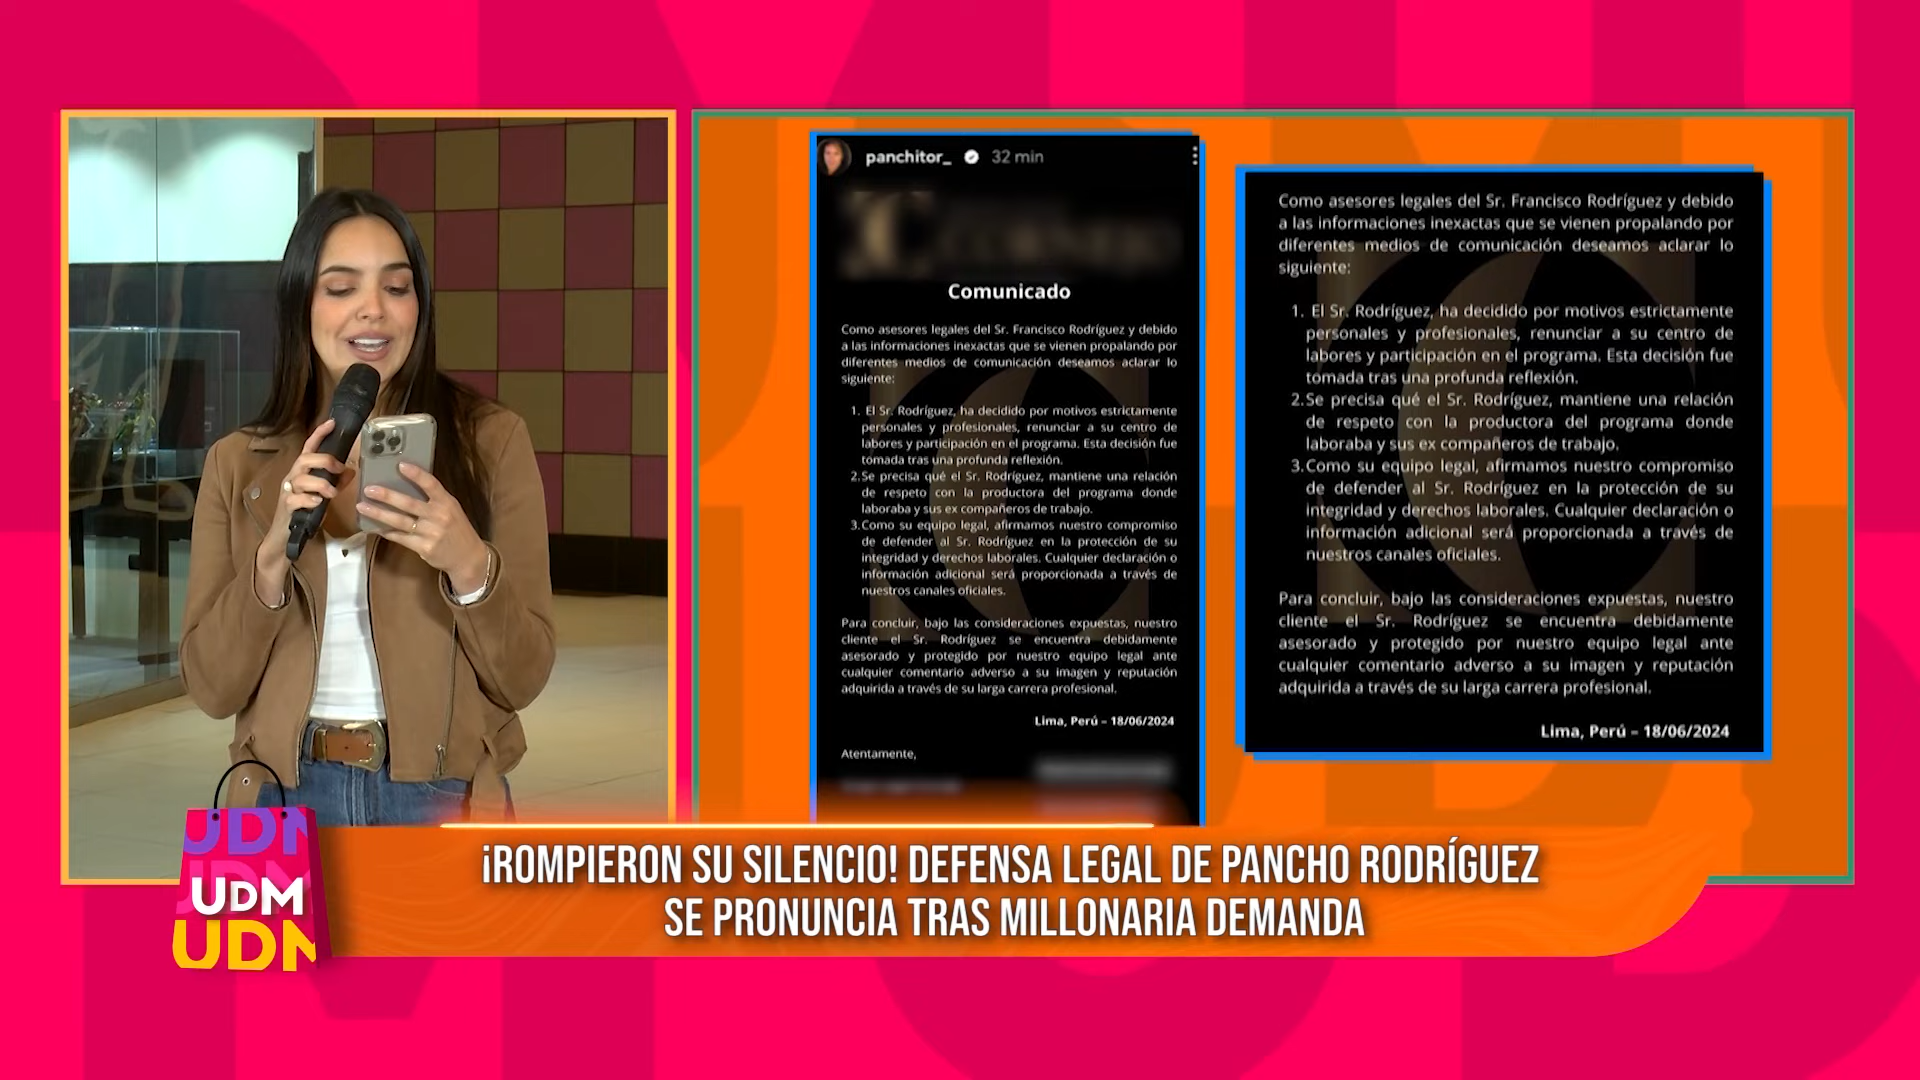 panchitor_ 32 min
Comunicado
Como asesores legales del Sr. Francisco Rodríguez y debido
a las informaciones inexactas que se vienen propalando por
diferentes medios de comunicación deseamos aclarar lo
siguiente:
1. El Sr. Rodríguez, ha decidido por motivos estrictamente
personales y profesionales, renunciar a su centro de
labores y participación en el programa. Esta decisión fue
tomada tras una profunda reflexión.
2.Se precisa qué el Sr. Rodríguez, mantiene una relación
de respeto con la productora del programa donde
laboraba y sus ex compañeros de trabajo.
3.Como su equipo legal, afirmamos nuestro compromiso
de defender al Sr. Rodríguez en la protección de su
integridad y derechos laborales. Cualquier declaración o
información adicional será proporcionada a través de
nuestros canales oficiales.
Para concluir, bajo las consideraciones expuestas, nuestro
cliente el Sr. Rodríguez se encuentra debidamente
asesorado y protegido por nuestro equipo legal ante
cualquier comentario adverso a su imagen y reputación
adquirida a través de su larga carrera profesional.
Lima, Perú – 18/06/2024
Atentamente,
Como asesores legales del Sr. Francisco Rodríguez y debido
a las informaciones inexactas que se vienen propalando por
diferentes medios de comunicación deseamos aclarar lo
siguiente:
1. El Sr. Rodríguez, ha decidido por motivos estrictamente
personales y profesionales, renunciar a su centro de
labores y participación en el programa. Esta decisión fue
tomada tras una profunda reflexión.
2.Se precisa qué el Sr. Rodríguez, mantiene una relación
de respeto con la productora del programa donde
laboraba y sus ex compañeros de trabajo.
3.Como su equipo legal, afirmamos nuestro compromiso
de defender al Sr. Rodríguez en la protección de su
integridad y derechos laborales. Cualquier declaración o
información adicional será proporcionada a través de
nuestros canales oficiales.
Para concluir, bajo las consideraciones expuestas, nuestro
cliente el Sr. Rodríguez se encuentra debidamente
asesorado y protegido por nuestro equipo legal ante
cualquier comentario adverso a su imagen y reputación
adquirida a través de su larga carrera profesional.
Lima, Perú – 18/06/2024
UDM
UDM
UDM
¡ROMPIERON SU SILENCIO! DEFENSA LEGAL DE PANCHO RODRÍGUEZ
SE PRONUNCIA TRAS MILLONARIA DEMANDA